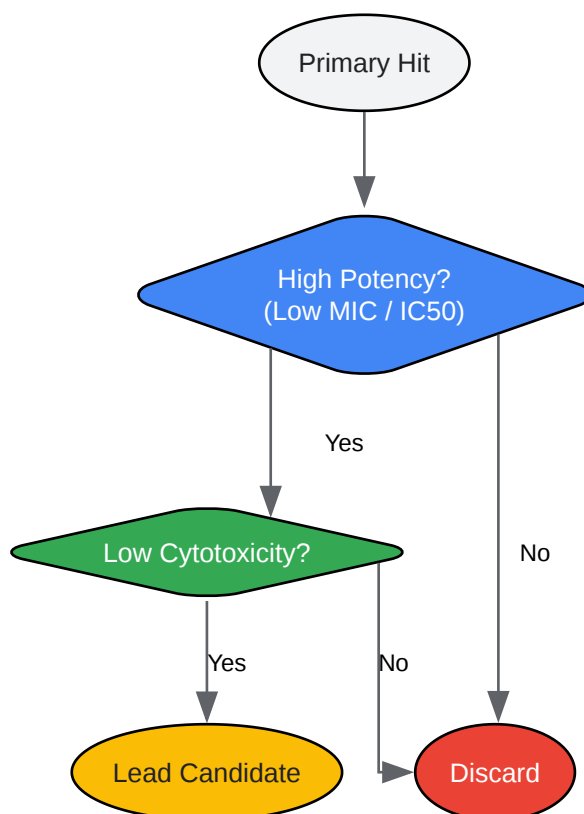 Primary Hit
High Potency?
(Low MIC / IC50)
Yes
Low Cytotoxicity?
No
Yes
No
Lead Candidate
Discard